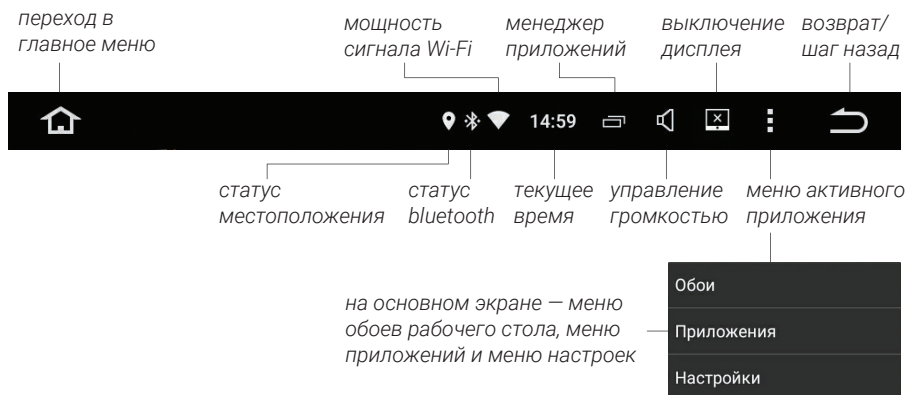 переход в
главное меню
мощность
сигнала Wi-Fi
менеджер
приложений
выключение
дисплея
возврат/
шаг назад
14:59
статус
местоположения
статус
bluetooth
текущее
время
управление
громкостью
меню активного
приложения
на основном экране — меню
обоев рабочего стола, меню
приложений и меню настроек
Обои
Приложения
Настройки